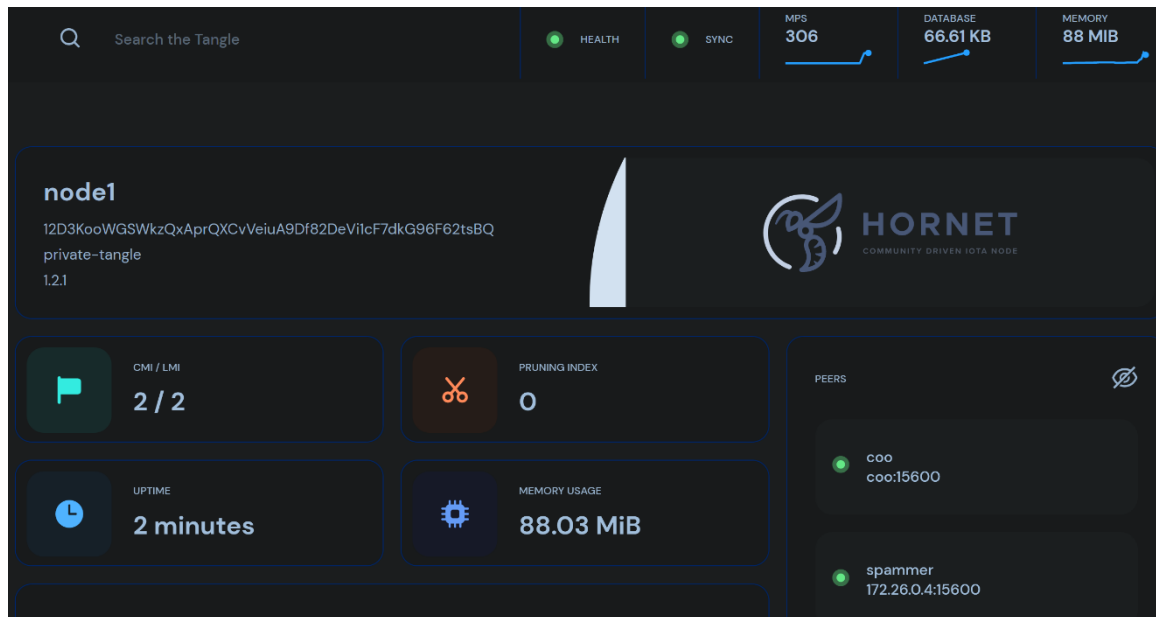 Search the Tangle
HEALTH
SYNC
MPS
306
DATABASE
66.61 KB
MEMORY
88 MIB
node1
12D3KooWGSWkzQxAprQXCvVeiuA9Df82DeVi1cF7dkG96F62tsBQ
private-tangle
1.2.1
HORNET
COMMUNITY DRIVEN IOTA NODE
CMI / LMI
2 / 2
PRUNING INDEX
0
PEERS
coo
coo:15600
UPTIME
2 minutes
MEMORY USAGE
88.03 MiB
spammer
172.26.0.4:15600